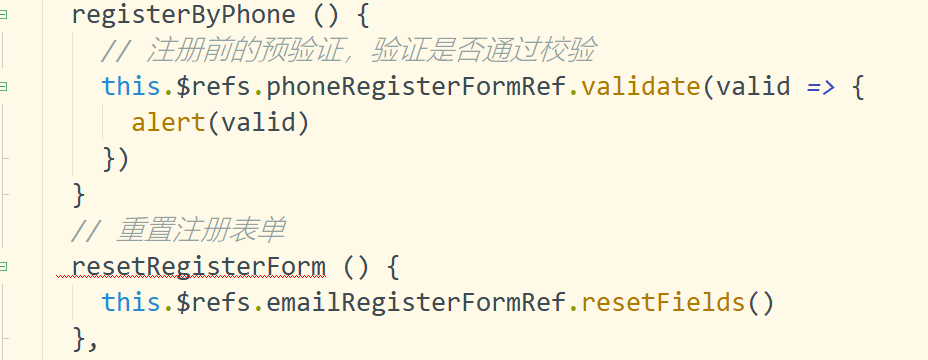 registerByPhone () {
// 注册前的预验证，验证是否通过校验
this.$refs.phoneRegisterFormRef.validate(valid => {
alert(valid)
})
}
// 重置注册表单
resetRegisterForm () {
this.$refs.emailRegisterFormRef.resetFields()
},